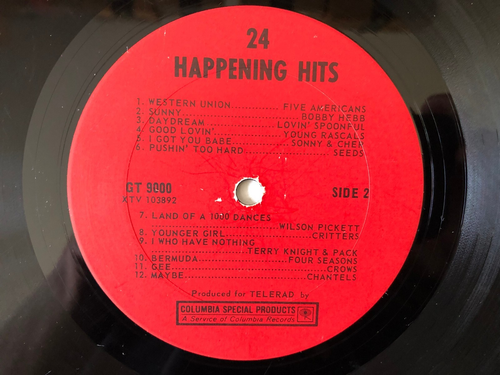 24
HAPPENING HITS
1. WESTERN UNION.............. FIVE AMERICANS
2. SUNNY.............................. BOBBY HEBB
3. DAYDREAM.................. LOVIN' SPOONFUL
4. GOOD LOVIN'.................. YOUNG RASCALS
5. I GOT YOU BABE.............. SONNY & CHER
6. PUSHIN' TOO HARD.................. SEEDS
GT 9000
XTV 103892
SIDE 2
7. LAND OF A 1000 DANCES
.............................. WILSON PICKETT
8. YOUNGER GIRL.................. CRITTERS
9. I WHO HAVE NOTHING
.................. TERRY KNIGHT & PACK
10. BERMUDA.................. FOUR SEASONS
11. GEE.............................. CROWS
12. MAYBE.......................... CHANTELS
Produced for TELERAD by
COLUMBIA SPECIAL PRODUCTS
A Service of Columbia Records